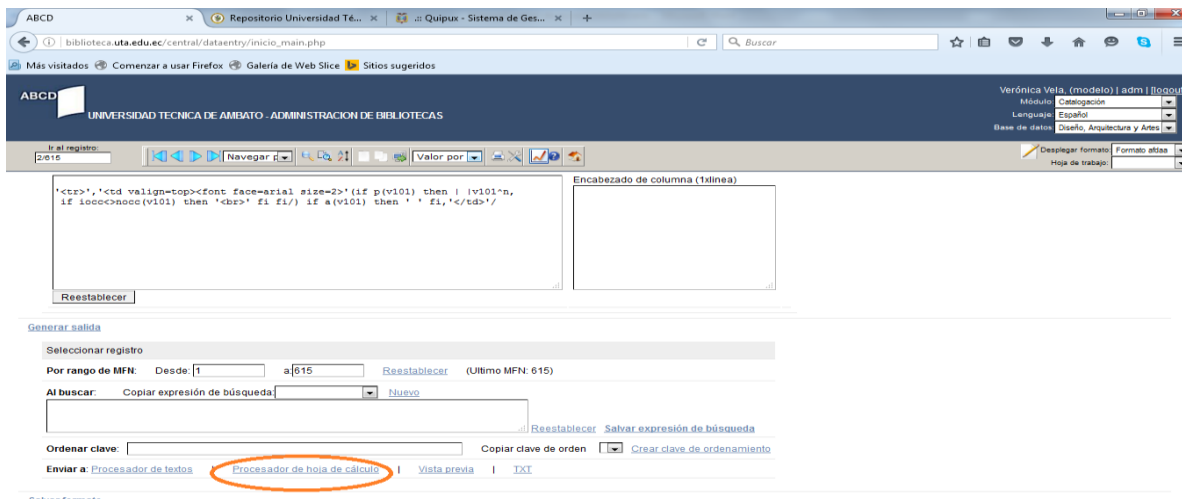 ABCD
Repositorio Universidad Té...
.:: Quipux - Sistema de Ges...
biblioteca.uta.edu.ec/central/dataentry/inicio_main.php
Buscar
Más visitados Comenzar a usar Firefox Galería de Web Slice Sitios sugeridos
ABCD
UNIVERSIDAD TECNICA DE AMBATO - ADMINISTRACION DE BIBLIOTECAS
Verónica Vela, (modelo) | adm | [logout
Módulo: Catalogación
Lenguaje: Español
Base de datos: Diseño, Arquitectura y Artes
Ir al registro:
2/615
Navegar
Valor por
Desplegar formato: Formato afdaa
Hoja de trabajo:
Encabezado de columna (1xlinea)
'<tr>','<td valign=top><font face=arial size=2>'(if p(v101) then | |v101^n,
if iocc<>nocc(v101) then '<br>' fi fi/) if a(v101) then ' ' fi,'</td>'/
Reestablecer
Generar salida
Seleccionar registro
Por rango de MFN: Desde: 1 a: 615 Reestablecer (Ultimo MFN: 615)
Al buscar: Copiar expresión de búsqueda: Nuevo
Reestablecer Salvar expresión de búsqueda
Ordenar clave: Copiar clave de orden Crear clave de ordenamiento
Enviar a: Procesador de textos | Procesador de hoja de cálculo | Vista previa | TXT